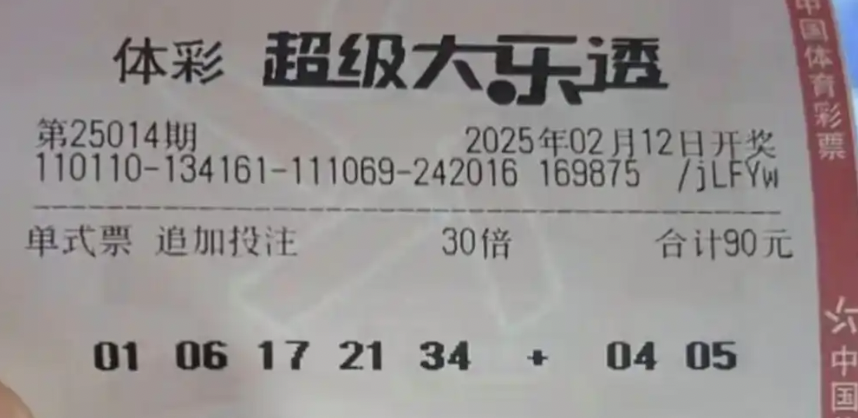 体彩 超级大乐透
第25014期 2025年02月12日开奖
110110-134161-111069-242016 169875 /jLFYw
单式票 追加投注 30倍 合计90元
01 06 17 21 34 + 04 05
中国体育彩票
中国